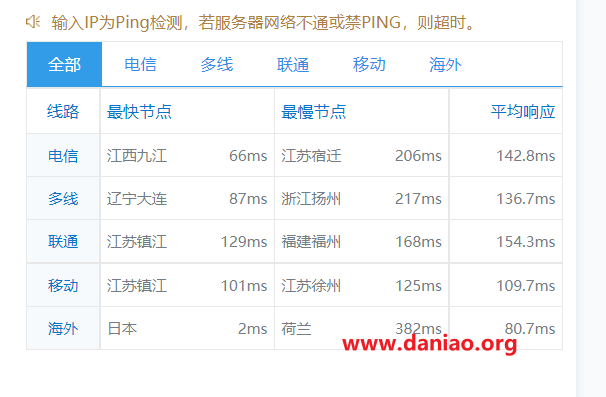 输入IP为Ping检测，若服务器网络不通或禁PING，则超时。
全部 电信 多线 联通 移动 海外
线路 最快节点 最慢节点 平均响应
电信 江西九江 66ms 江苏宿迁 206ms 142.8ms
多线 辽宁大连 87ms 浙江扬州 217ms 136.7ms
联通 江苏镇江 129ms 福建福州 168ms 154.3ms
移动 江苏镇江 101ms 江苏徐州 125ms 109.7ms
海外 日本 2ms 荷兰 382ms 80.7ms
www.daniao.org